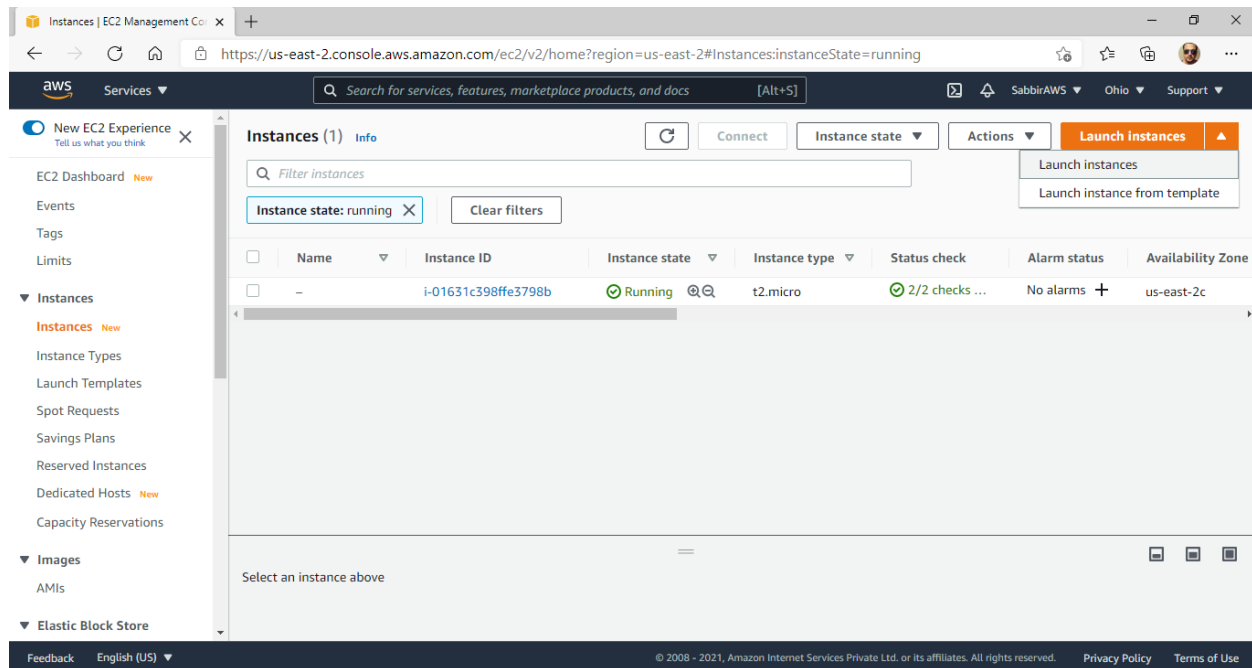 Instances | EC2 Management Co
https://us-east-2.console.aws.amazon.com/ec2/v2/home?region=us-east-2#Instances:instanceState=running
aws Services Search for services, features, marketplace products, and docs [Alt+S] SabbirAWS Ohio Support
New EC2 Experience
Tell us what you think
EC2 Dashboard New
Events
Tags
Limits
Instances
Instances New
Instance Types
Launch Templates
Spot Requests
Savings Plans
Reserved Instances
Dedicated Hosts New
Capacity Reservations
Images
AMIs
Elastic Block Store
Instances (1) Info Connect Instance state Actions Launch instances
Launch instances
Launch instance from template
Filter instances
Instance state: running Clear filters
Name Instance ID Instance state Instance type Status check Alarm status Availability Zone
– i-01631c398ffe3798b Running t2.micro 2/2 checks ... No alarms + us-east-2c
Select an instance above
Feedback English (US) © 2008 - 2021, Amazon Internet Services Private Ltd. or its affiliates. All rights reserved. Privacy Policy Terms of Use